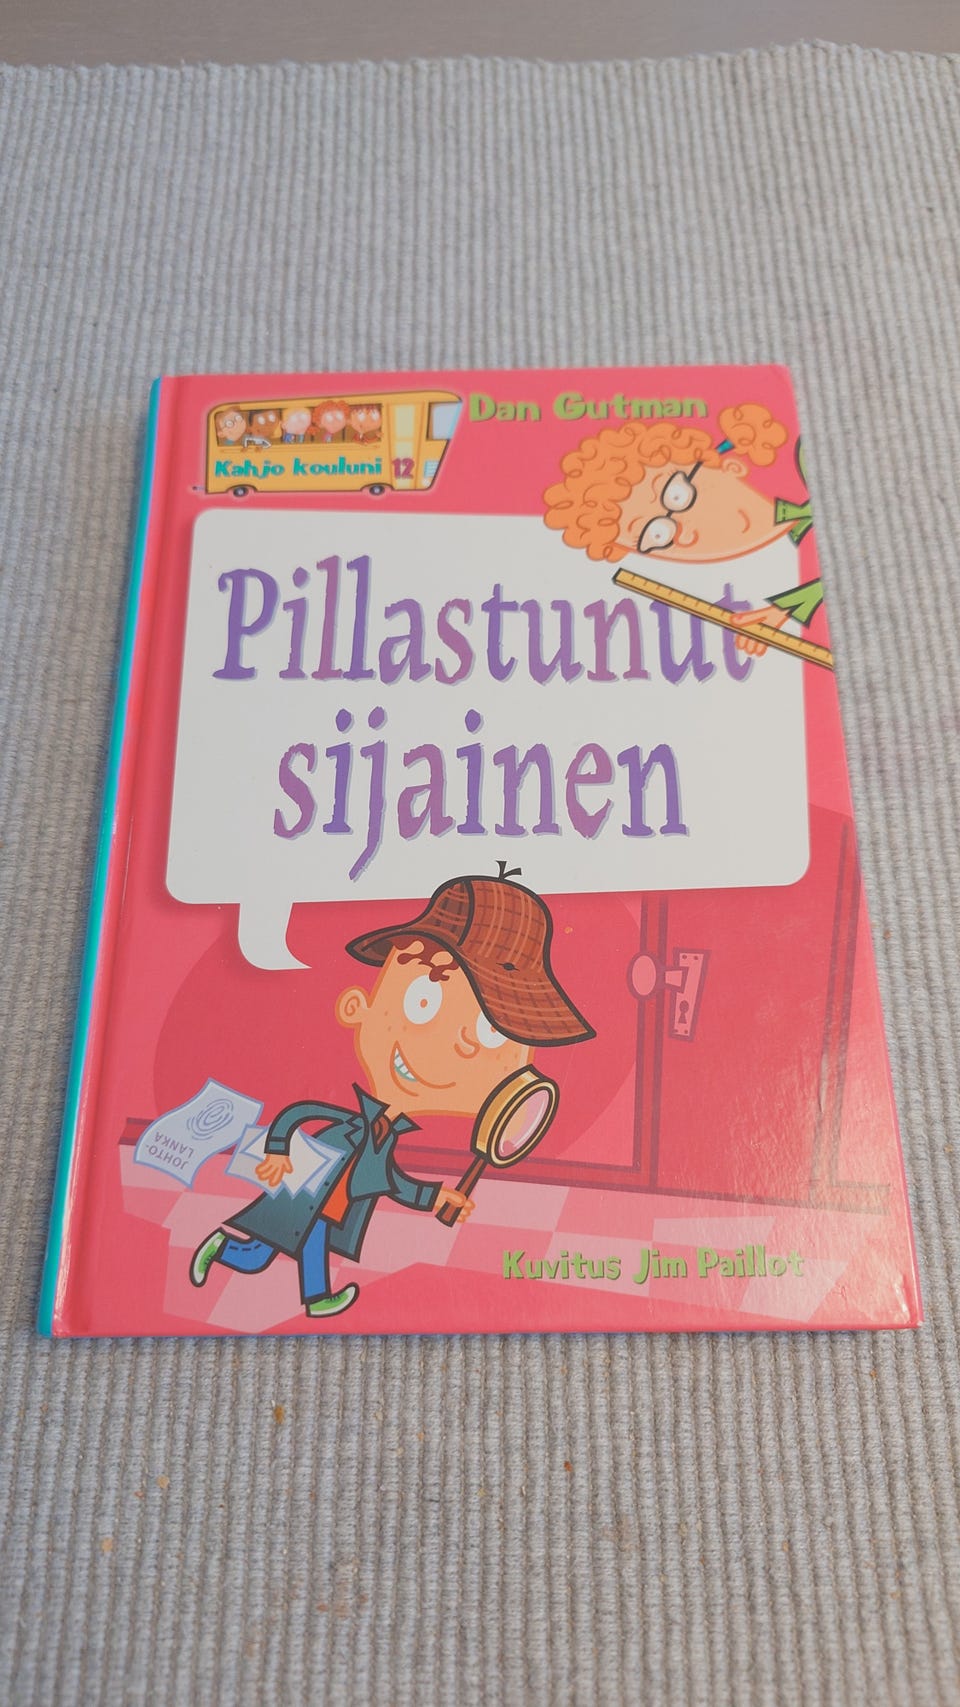 Dan Gutman
Kahjo kouluni 12
Pillastunut
sijainen
JOHTO-
LANKA
Kuvitus Jim Paillot